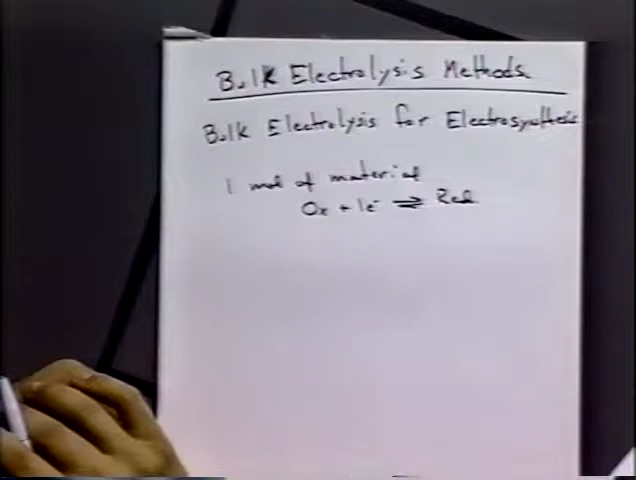 Bulk Electrolysis Methods
Bulk Electrolysis for Electrosynthesis
1 mol of material
Ox + 1e⁻ ⇌ Red